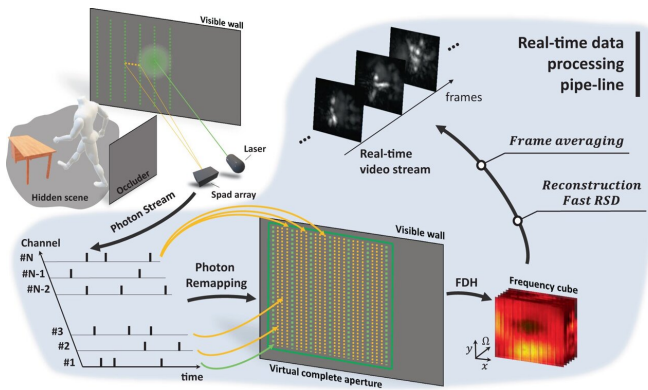 Visible wall
Real-time data
processing
pipe-line
frames
Real-time
video stream
Laser
Spad array
Occluder
Hidden scene
Frame averaging
Reconstruction
Fast RSD
Photon Stream
Channel
#N
#N-1
#N-2
#3
#2
#1
time
Photon
Remapping
Visible wall
Virtual complete aperture
FDH
Frequency cube
y
Ω
x